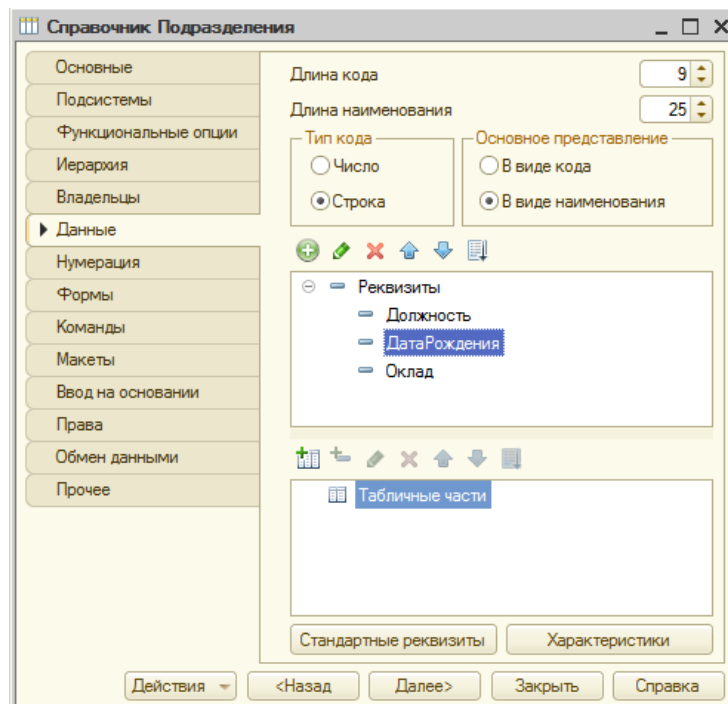 Справочник Подразделения
Основные
Подсистемы
Функциональные опции
Иерархия
Владельцы
Данные
Нумерация
Формы
Команды
Макеты
Ввод на основании
Права
Обмен данными
Прочее
Длина кода 9
Длина наименования 25
Тип кода
Число
Строка
Основное представление
В виде кода
В виде наименования
Реквизиты
Должность
ДатаРождения
Оклад
Табличные части
Стандартные реквизиты Характеристики
Действия <Назад Далее> Закрыть Справка